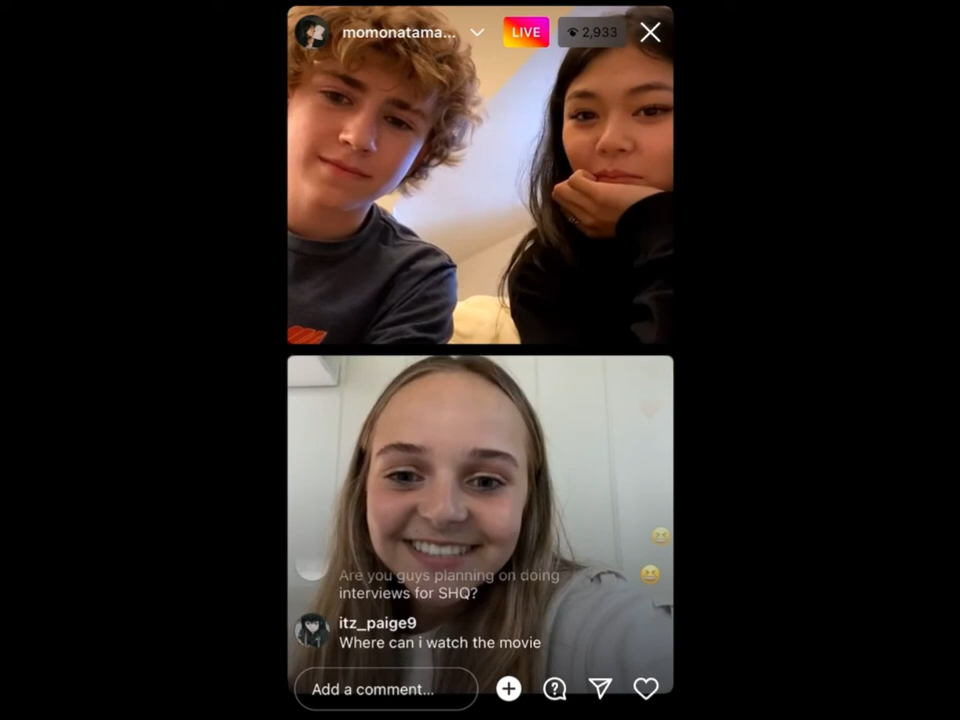 momonatama...
LIVE
2,933
Are you guys planning on doing
interviews for SHQ?
itz_paige9
Where can i watch the movie
Add a comment...